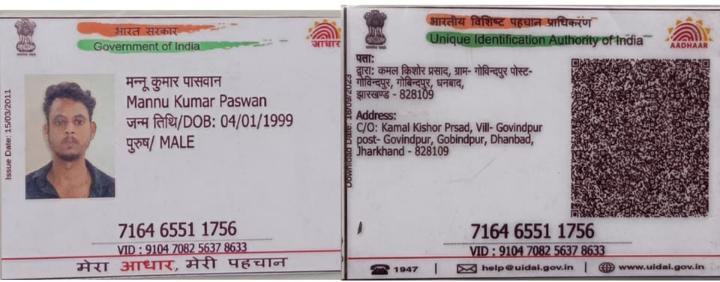 भारत सरकार
Government of India
आधार
Issue Date: 15/03/2011
मन्नू कुमार पासवान
Mannu Kumar Paswan
जन्म तिथि/DOB: 04/01/1999
पुरुष/ MALE
7164 6551 1756
VID : 9104 7082 5637 8633
मेरा आधार, मेरी पहचान
भारतीय विशिष्ट पहचान प्राधिकरण
Unique Identification Authority of India
AADHAAR
पता:
द्वारा: कमल किशोर प्रसाद, ग्राम- गोविन्दपुर पोस्ट-
गोविन्दपुर, गोबिन्दपुर, धनबाद,
झारखण्ड - 828109
Address:
C/O: Kamal Kishor Prsad, Vill- Govindpur
post- Govindpur, Gobindpur, Dhanbad,
Jharkhand - 828109
7164 6551 1756
VID : 9104 7082 5637 8633
1947 | help@uidai.gov.in | www.uidai.gov.in